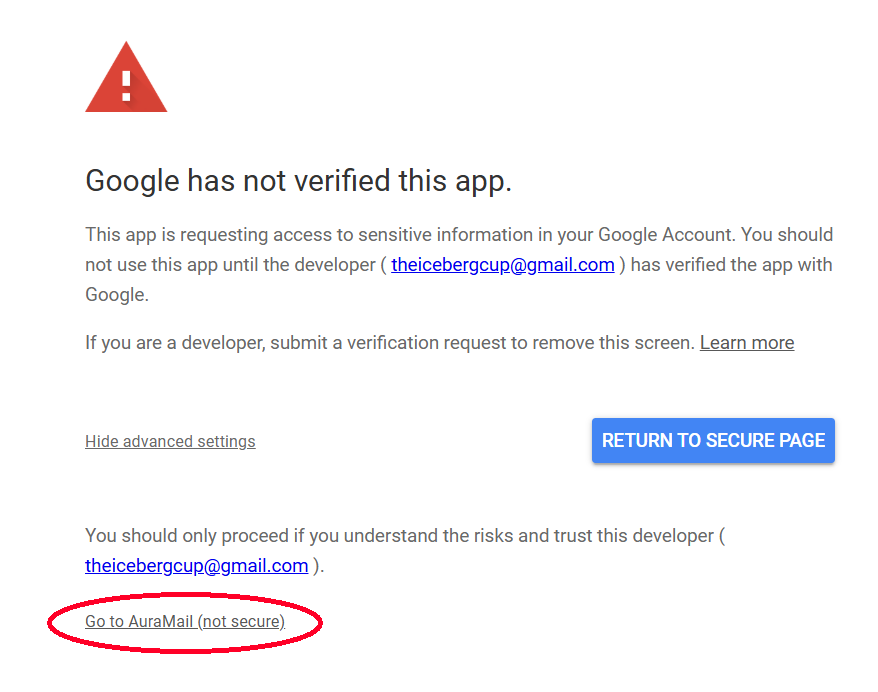 Google has not verified this app.
This app is requesting access to sensitive information in your Google Account. You should
not use this app until the developer ( theicebergcup@gmail.com ) has verified the app with
Google.
If you are a developer, submit a verification request to remove this screen. Learn more
Hide advanced settings
RETURN TO SECURE PAGE
You should only proceed if you understand the risks and trust this developer (
theicebergcup@gmail.com ).
Go to AuraMail (not secure)